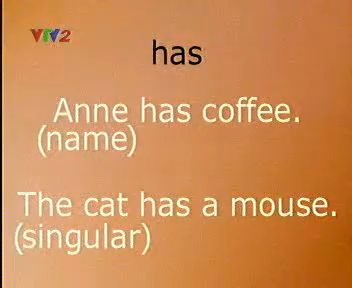 VTV2
has
Anne has coffee.
(name)
The cat has a mouse.
(singular)